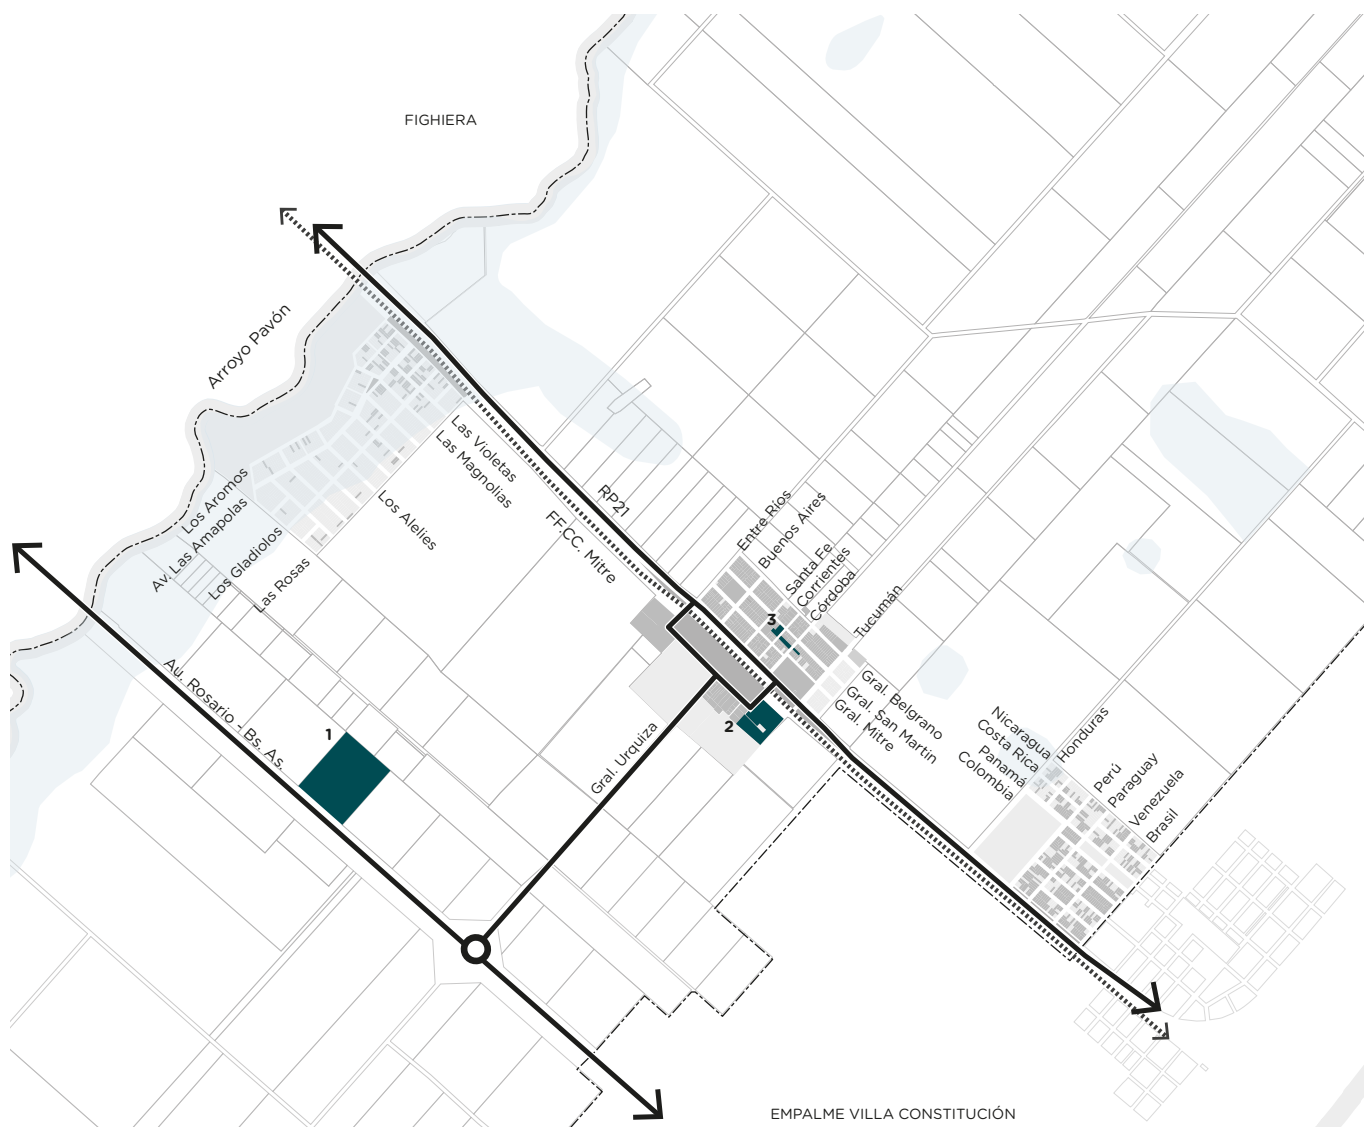 FIGHIERA
Arroyo Pavón
Las Violetas
Las Magnolias
Los Alelies
Los Aromos
Av. Las Amapolas
Los Gladiolos
Las Rosas
RP21
FF.CC. Mitre
Entre Ríos
Buenos Aires
Santa Fe
Corrientes
Córdoba
Tucumán
3
Gral. Belgrano
Gral. San Martín
Gral. Mitre
2
Gral. Urquiza
Au. Rosario - Bs. As.
1
Nicaragua
Costa Rica
Panamá
Colombia
Honduras
Perú
Paraguay
Venezuela
Brasil
EMPALME VILLA CONSTITUCIÓN